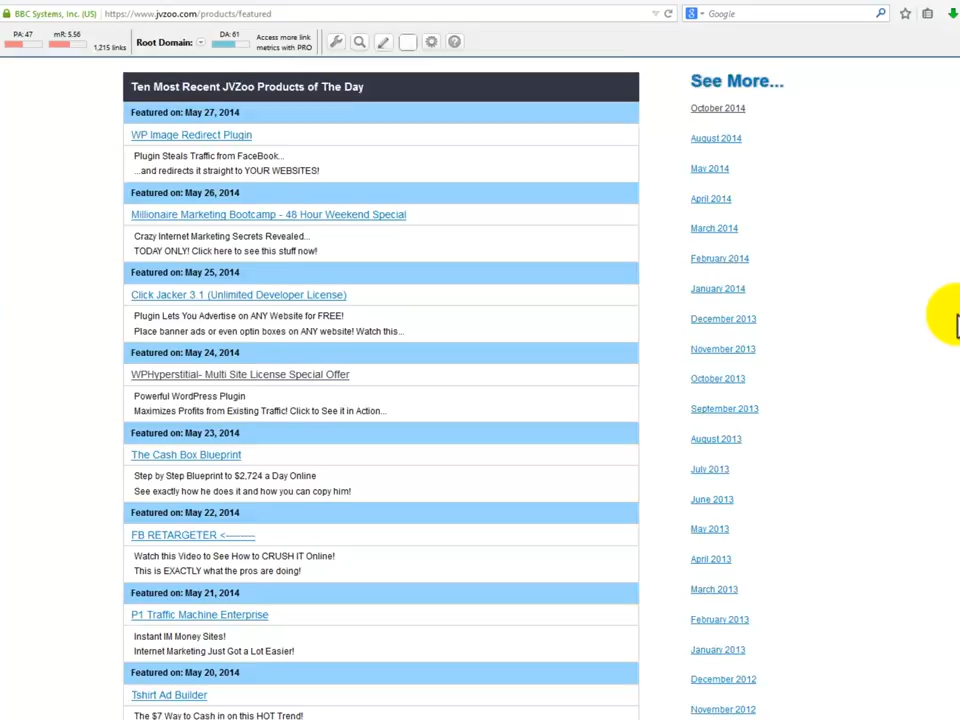 BBC Systems, Inc. (US)
https://www.jvzoo.com/products/featured
Google
PA: 47
mR: 5.56
1,215 links
Root Domain:
DA: 61
Access more link
metrics with PRO
Ten Most Recent JVZoo Products of The Day
Featured on: May 27, 2014
WP Image Redirect Plugin
Plugin Steals Traffic from FaceBook...
...and redirects it straight to YOUR WEBSITES!
Featured on: May 26, 2014
Millionaire Marketing Bootcamp - 48 Hour Weekend Special
Crazy Internet Marketing Secrets Revealed...
TODAY ONLY! Click here to see this stuff now!
Featured on: May 25, 2014
Click Jacker 3.1 (Unlimited Developer License)
Plugin Lets You Advertise on ANY Website for FREE!
Place banner ads or even optin boxes on ANY website! Watch this...
Featured on: May 24, 2014
WPHyperstitial- Multi Site License Special Offer
Powerful WordPress Plugin
Maximizes Profits from Existing Traffic! Click to See it in Action...
Featured on: May 23, 2014
The Cash Box Blueprint
Step by Step Blueprint to $2,724 a Day Online
See exactly how he does it and how you can copy him!
Featured on: May 22, 2014
FB RETARGETER <--------
Watch this Video to See How to CRUSH IT Online!
This is EXACTLY what the pros are doing!
Featured on: May 21, 2014
P1 Traffic Machine Enterprise
Instant IM Money Sites!
Internet Marketing Just Got a Lot Easier!
Featured on: May 20, 2014
Tshirt Ad Builder
The $7 Way to Cash in on this HOT Trend!
See More...
October 2014
August 2014
May 2014
April 2014
March 2014
February 2014
January 2014
December 2013
November 2013
October 2013
September 2013
August 2013
July 2013
June 2013
May 2013
April 2013
March 2013
February 2013
January 2013
December 2012
November 2012